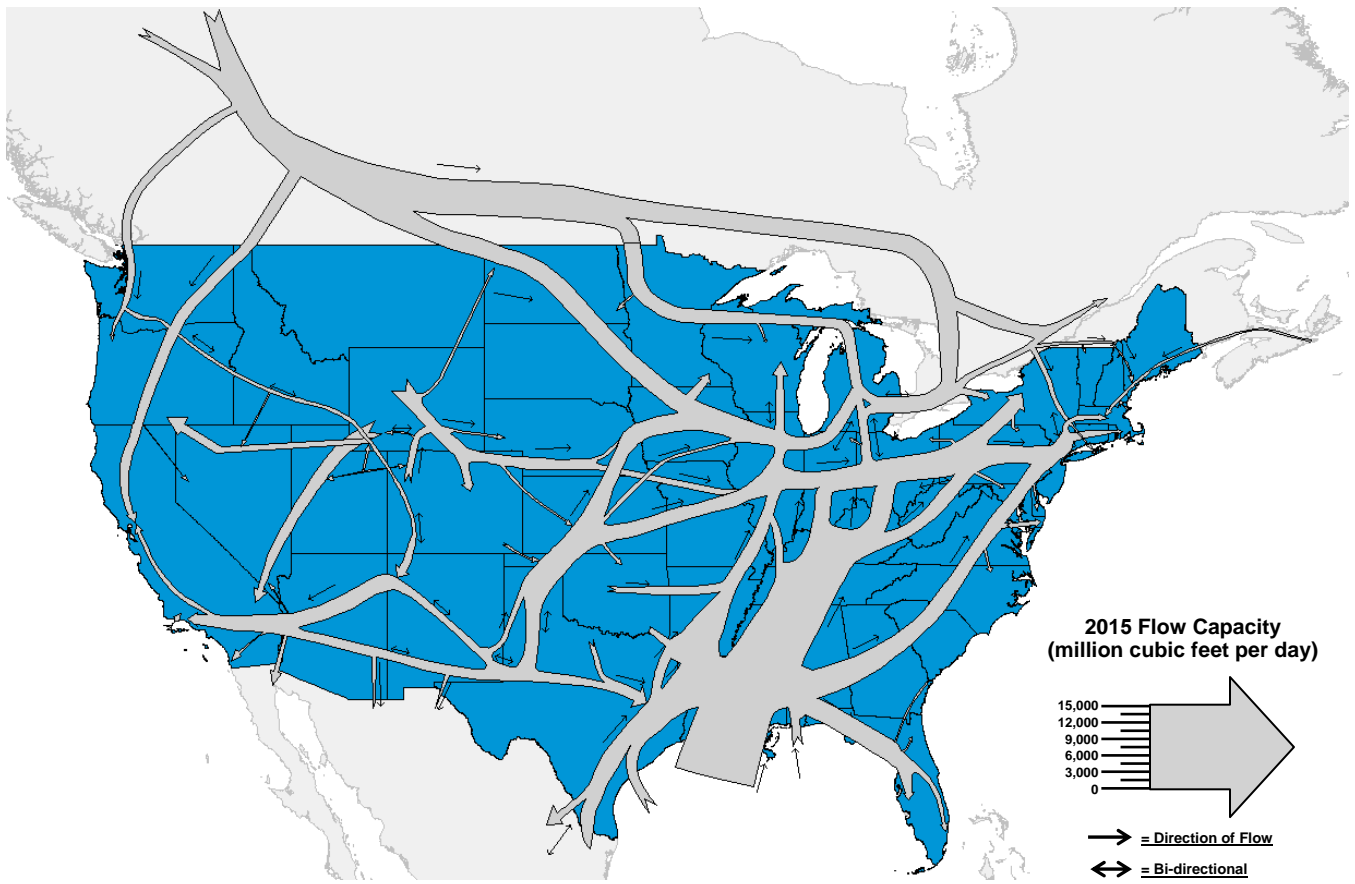 2015 Flow Capacity
(million cubic feet per day)
15,000
12,000
9,000
6,000
3,000
0
= Direction of Flow
= Bi-directional